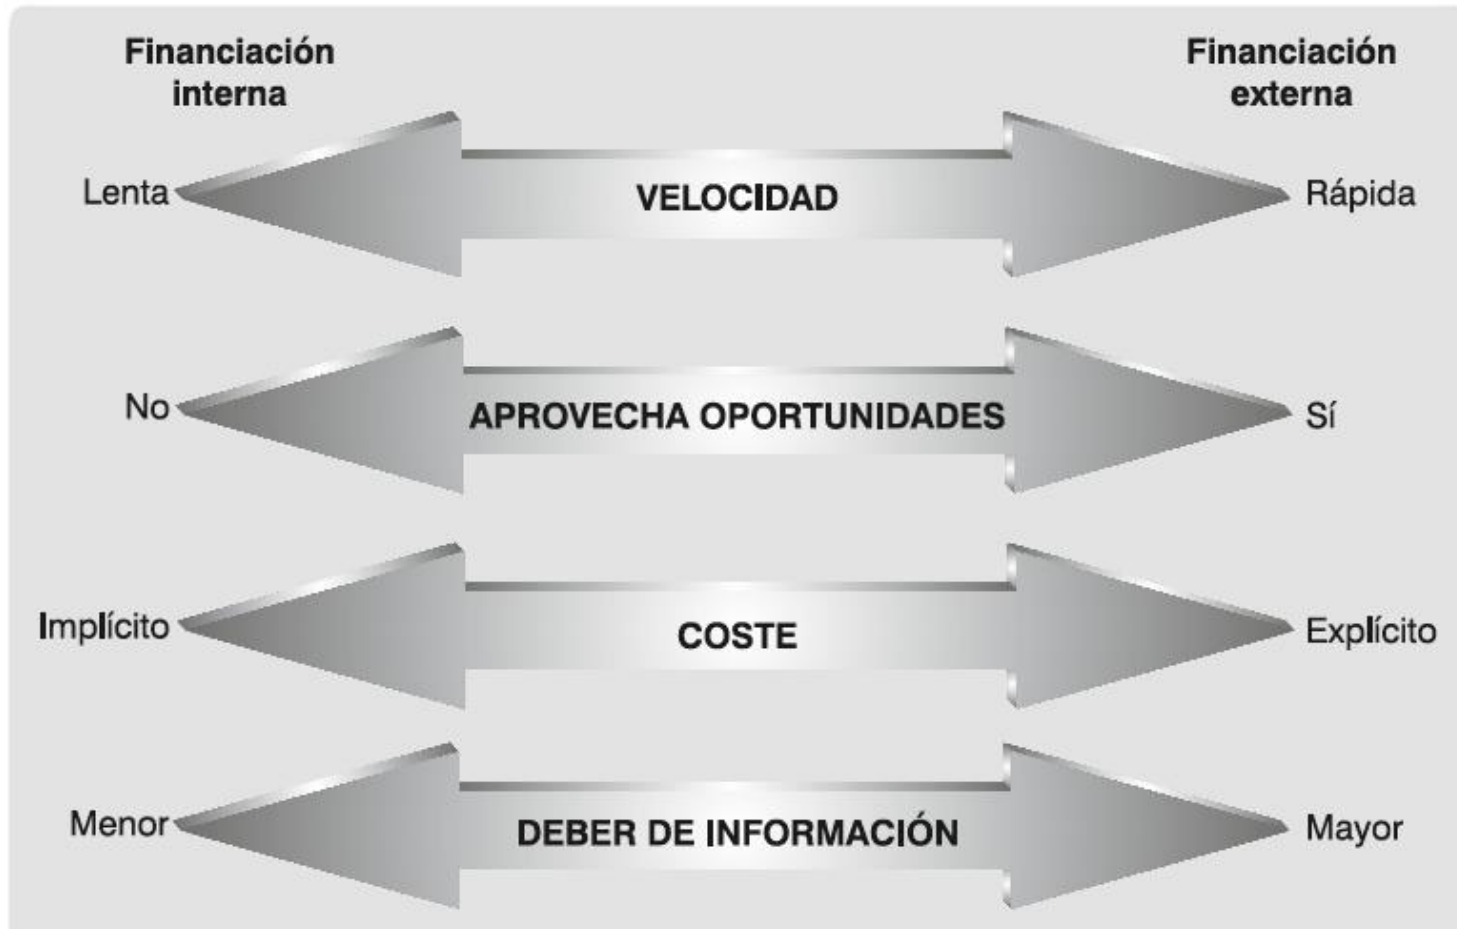 Financiación
interna
Financiación
externa
Lenta
VELOCIDAD
Rápida
No
APROVECHA OPORTUNIDADES
Sí
Implícito
COSTE
Explícito
Menor
DEBER DE INFORMACIÓN
Mayor